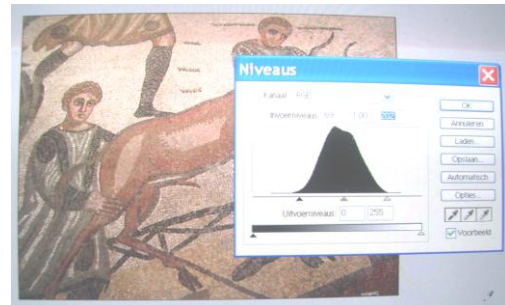 Niveaus
Kanaal: RGB
OK
Invoerniveaus: 1,00
Annuleren
Laden...
Opslaan...
Automatisch
Opties...
Uitvoerniveaus: 0 255
Voorbeeld